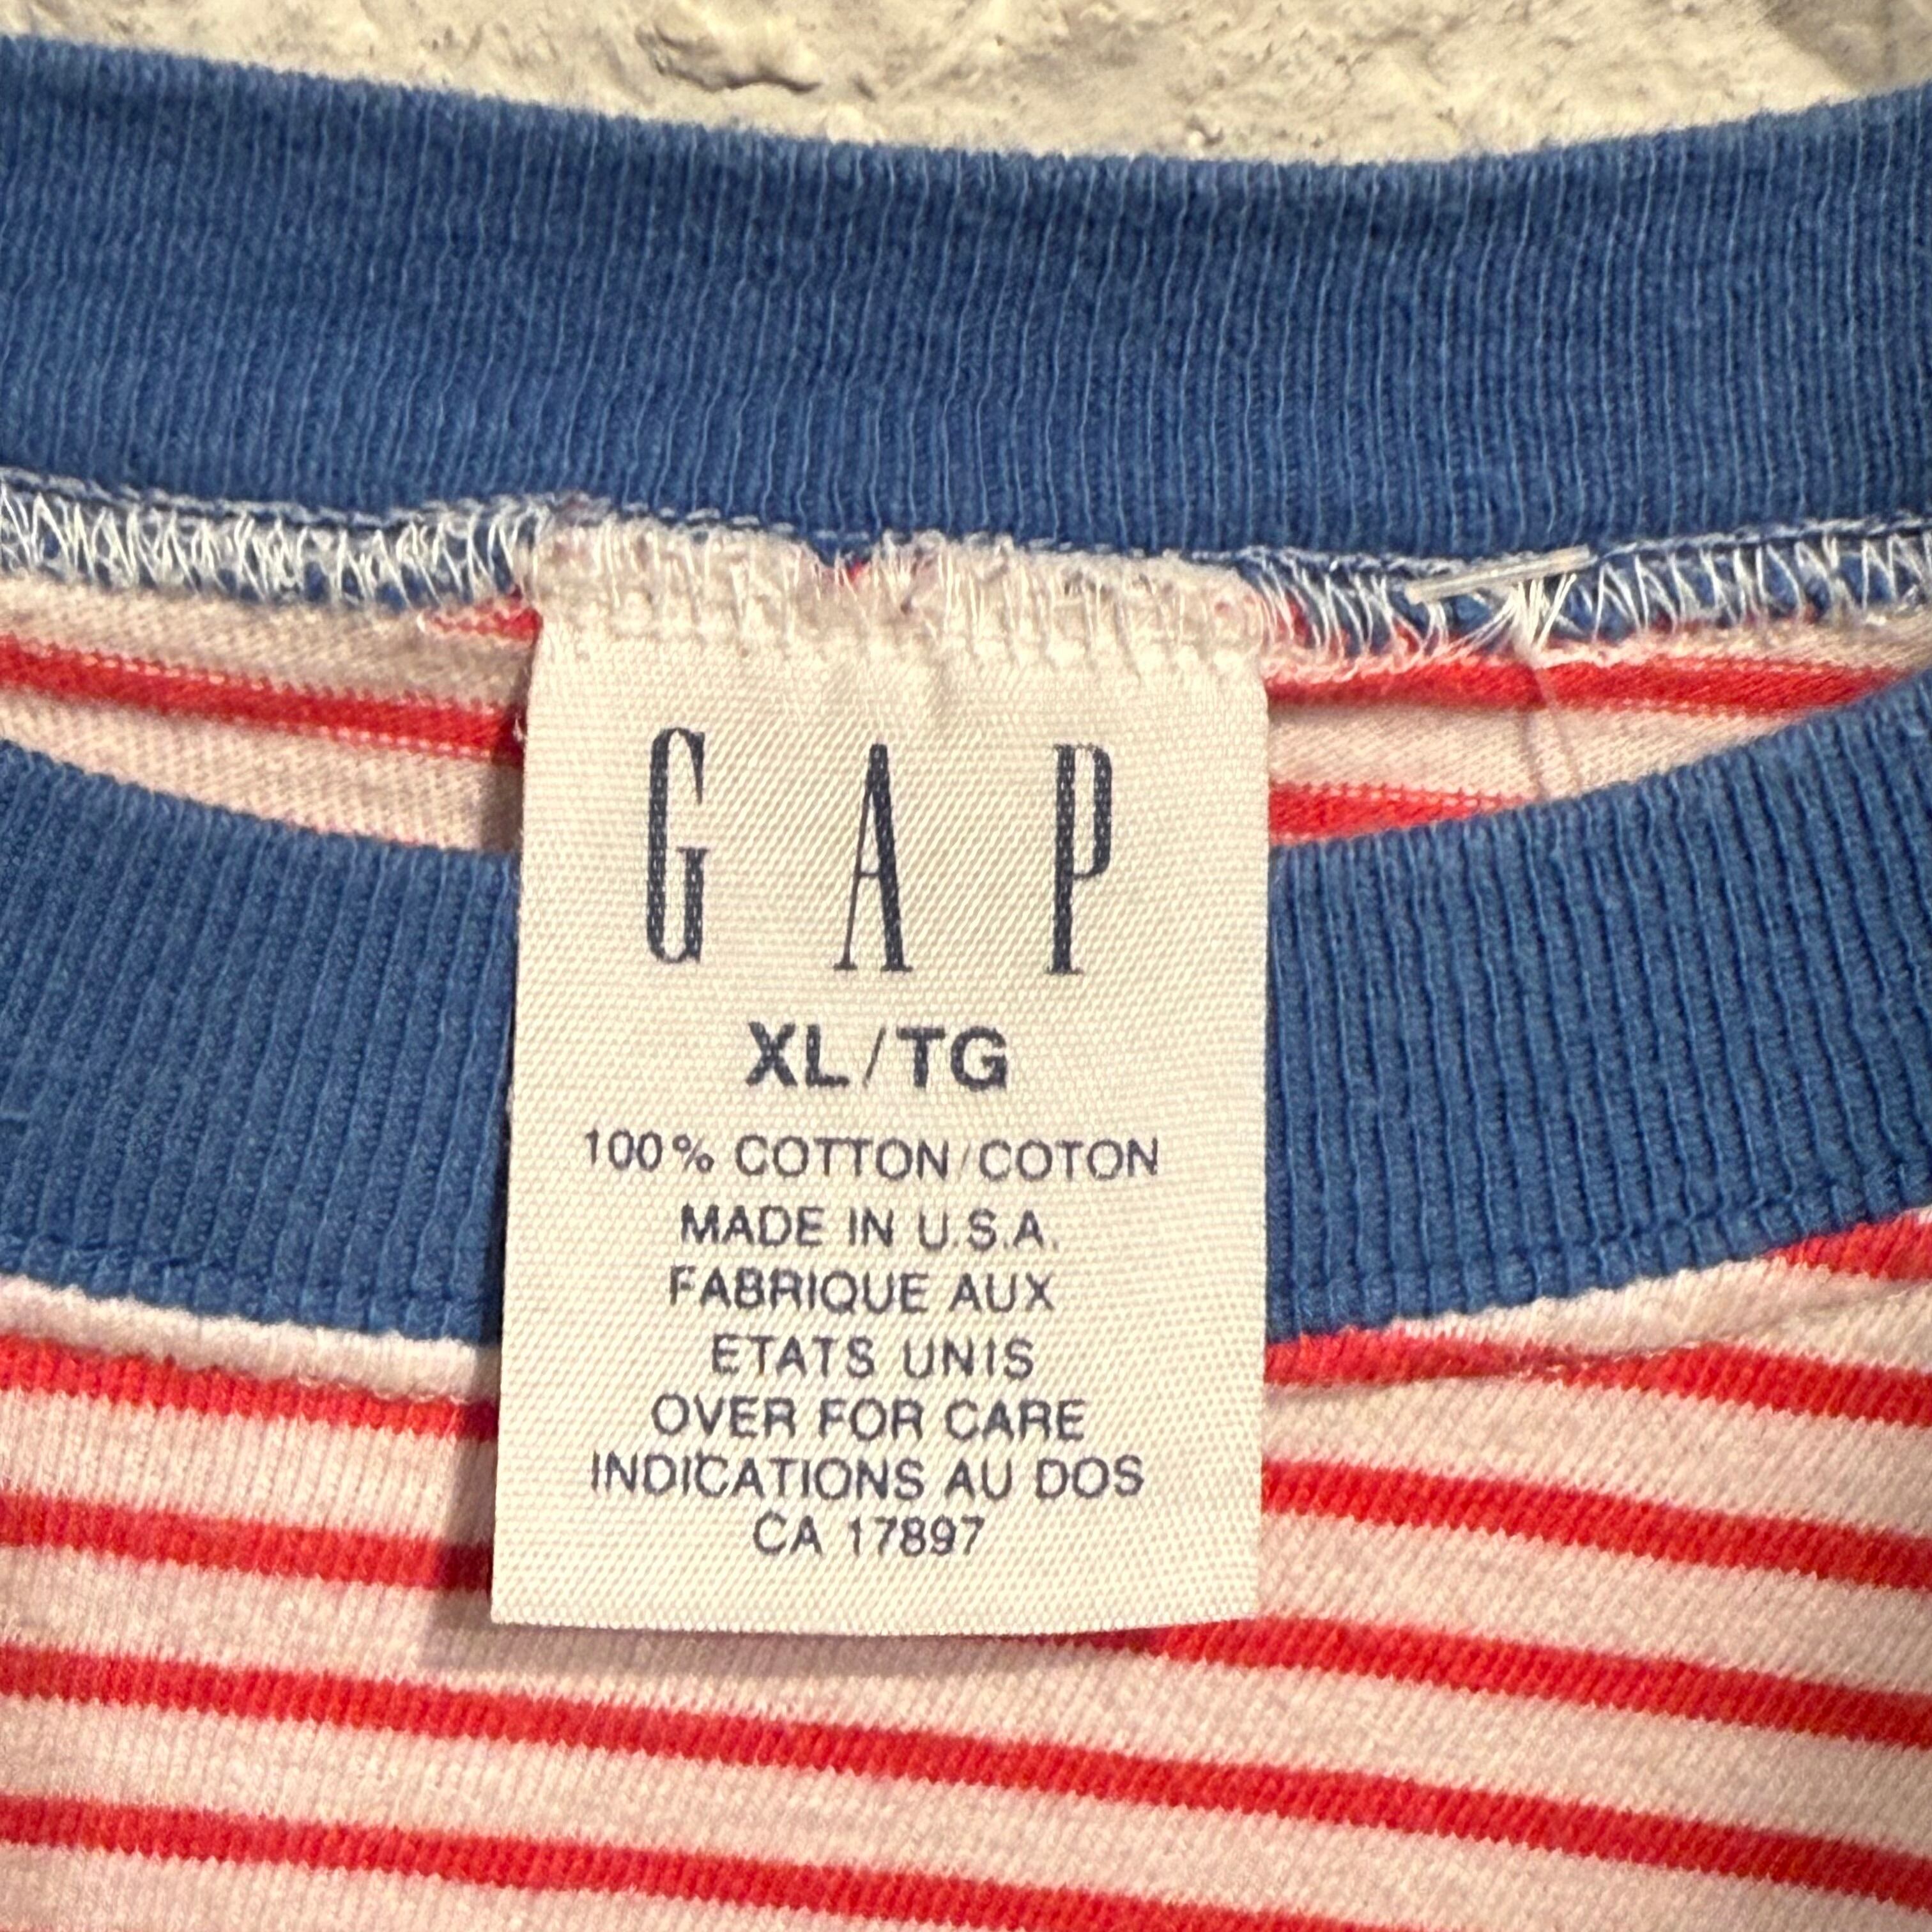 GAP
XL/TG
100% COTTON/COTON
MADE IN U.S.A.
FABRIQUE AUX
ETATS UNIS
OVER FOR CARE
INDICATIONS AU DOS
CA 17897